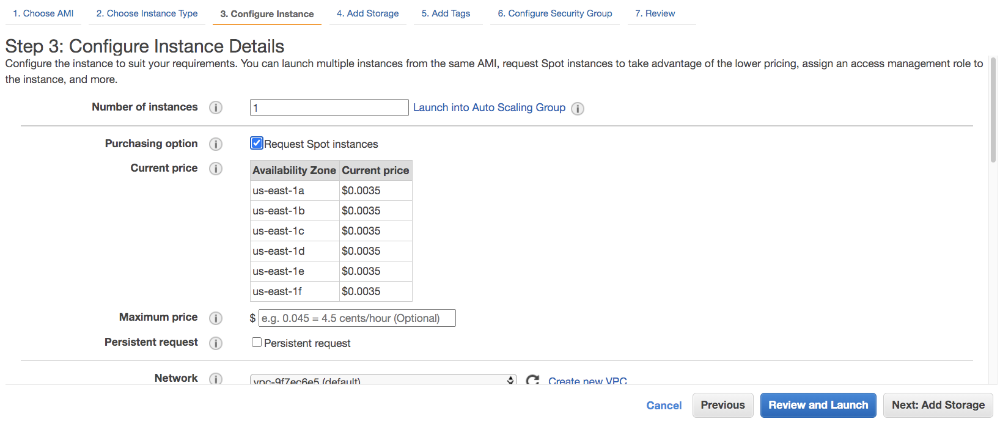 1. Choose AMI 2. Choose Instance Type 3. Configure Instance 4. Add Storage 5. Add Tags 6. Configure Security Group 7. Review
Step 3: Configure Instance Details
Configure the instance to suit your requirements. You can launch multiple instances from the same AMI, request Spot instances to take advantage of the lower pricing, assign an access management role to
the instance, and more.
Number of instances i 1 Launch into Auto Scaling Group i
Purchasing option i Request Spot instances
Current price i
Availability Zone Current price
us-east-1a $0.0035
us-east-1b $0.0035
us-east-1c $0.0035
us-east-1d $0.0035
us-east-1e $0.0035
us-east-1f $0.0035
Maximum price i $ e.g. 0.045 = 4.5 cents/hour (Optional)
Persistent request i Persistent request
Network i vpc-9f7ec6e5 (default) Create new VPC
Cancel Previous Review and Launch Next: Add Storage